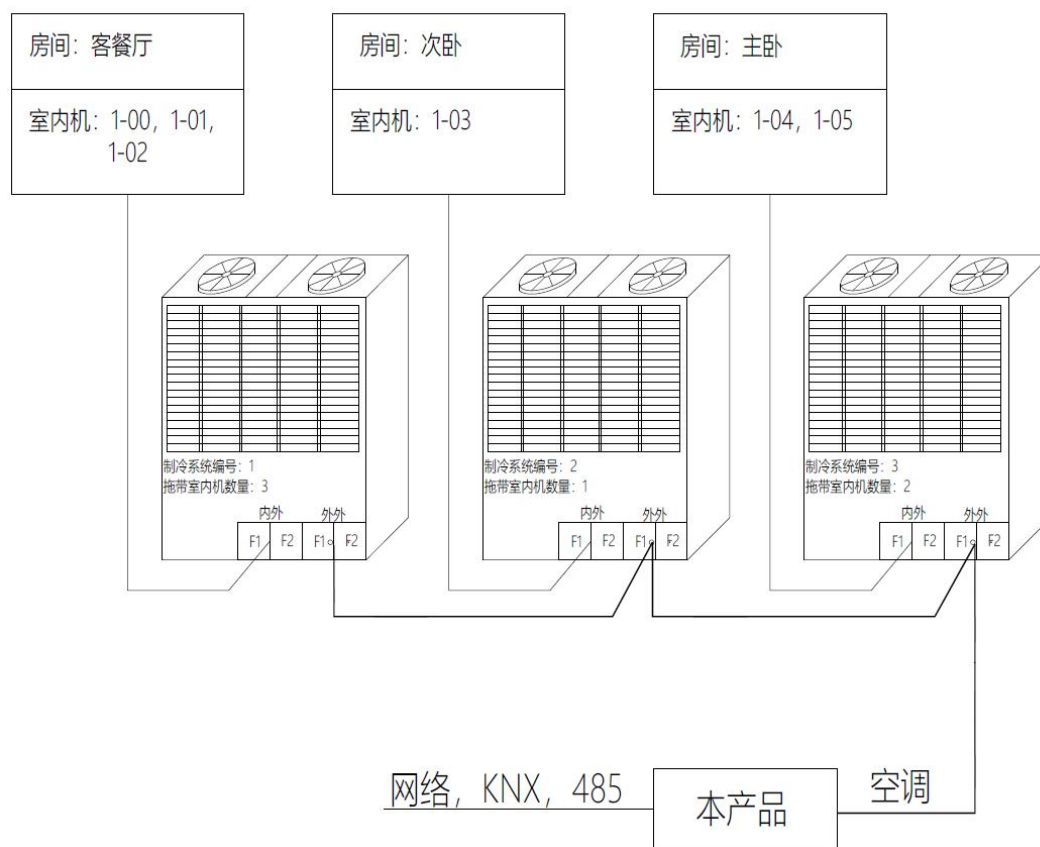 房间：客餐厅
室内机：1-00，1-01，
1-02
房间：次卧
室内机：1-03
房间：主卧
室内机：1-04，1-05
制冷系统编号：1
拖带室内机数量：3
内外 外外
F1 F2 F1 F2
制冷系统编号：2
拖带室内机数量：1
内外 外外
F1 F2 F1 F2
制冷系统编号：3
拖带室内机数量：2
内外 外外
F1 F2 F1 F2
网络，KNX，485
本产品
空调